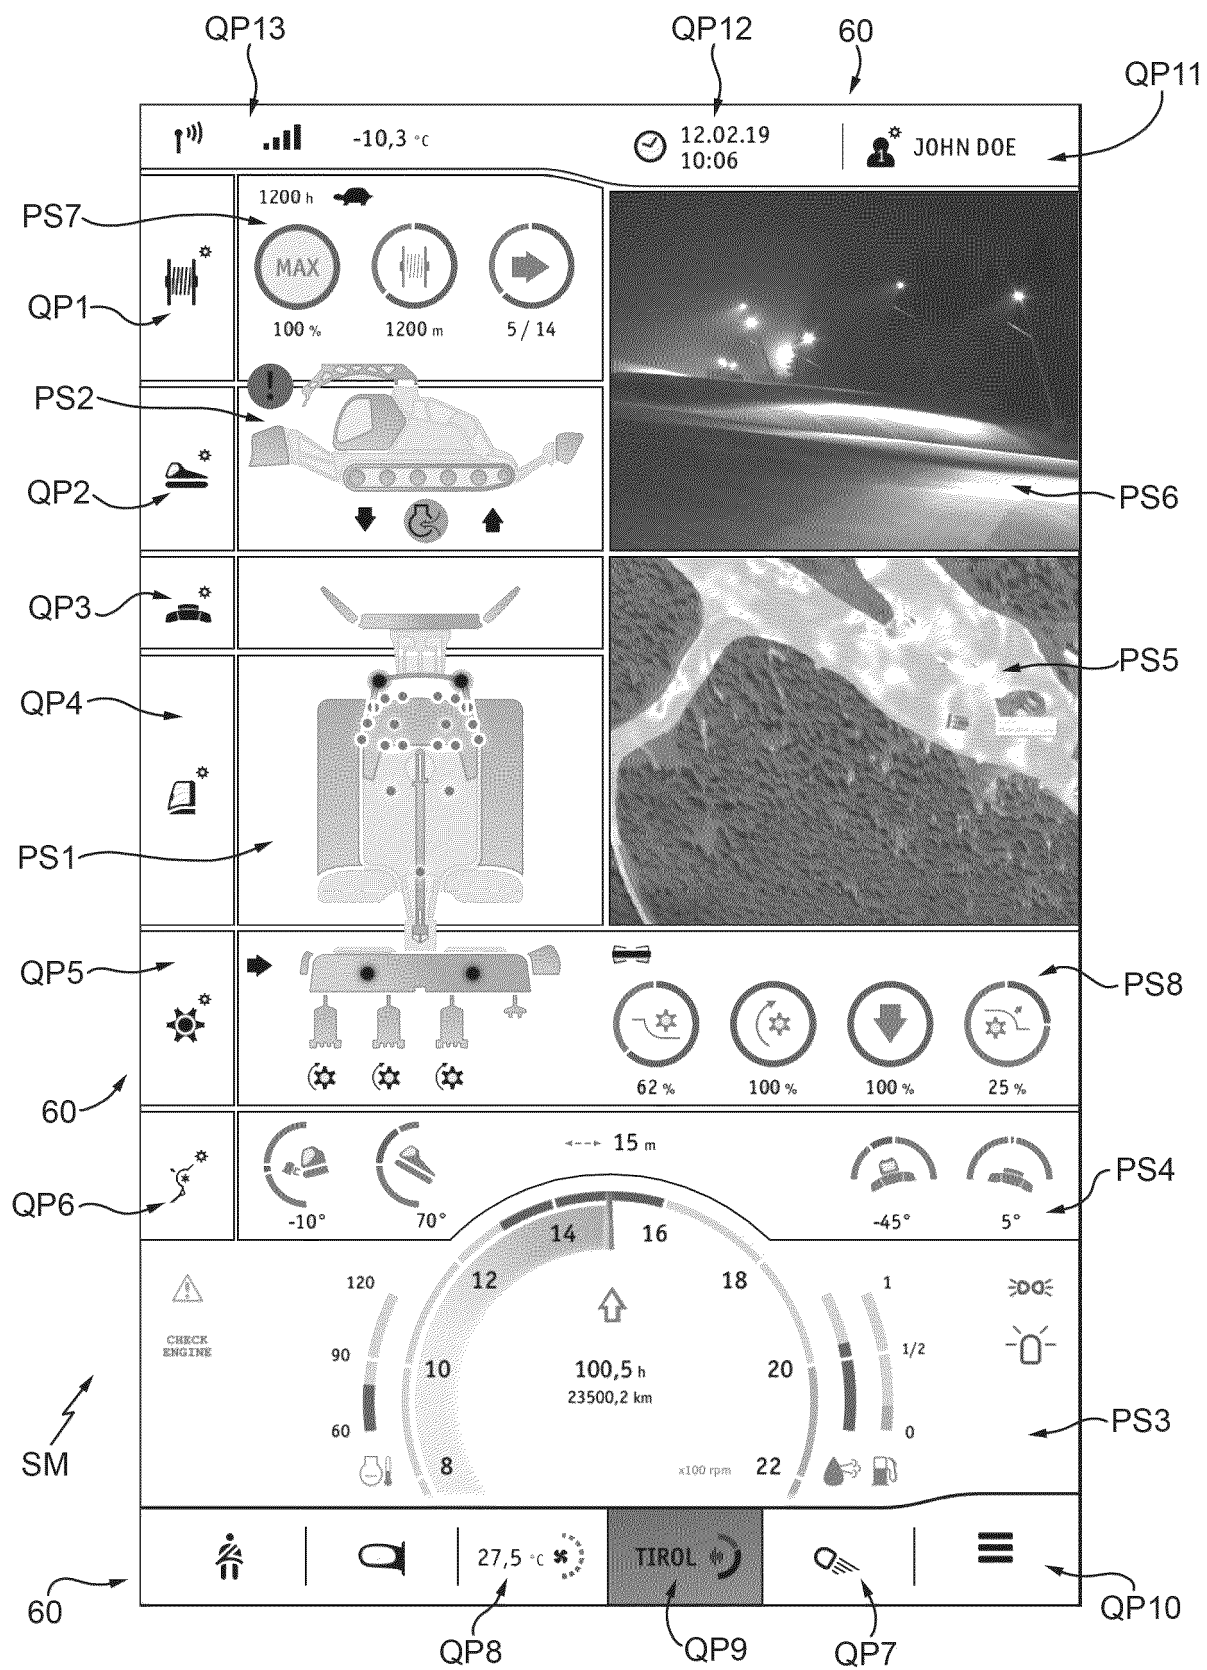 QP13
QP12
60
QP11
-10,3 °C
12.02.19
10:06
1
JOHN DOE
PS7
1200 h
MAX
100 %
1200 m
5 / 14
QP1
PS2
!
QP2
PS6
QP3
PS5
QP4
PS1
QP5
PS8
62 %
100 %
100 %
25 %
60
15 m
QP6
-10°
70°
-45°
5°
PS4
14
16
120
12
18
1
CHECK
ENGINE
90
10
100,5 h
20
1/2
23500,2 km
60
0
PS3
SM
8
x100 rpm
22
27,5 °C
TIROL
60
QP8
QP9
QP7
QP10